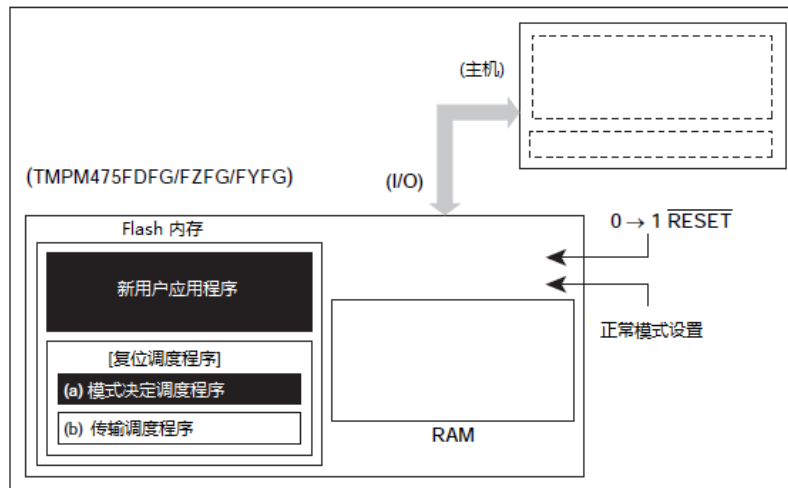 (主机)
(TMPM475FDFG/FZFG/FYFG)
(I/O)
Flash 内存
0 → 1 RESET
新用户应用程序
正常模式设置
[复位调度程序]
(a) 模式决定调度程序
(b) 传输调度程序
RAM